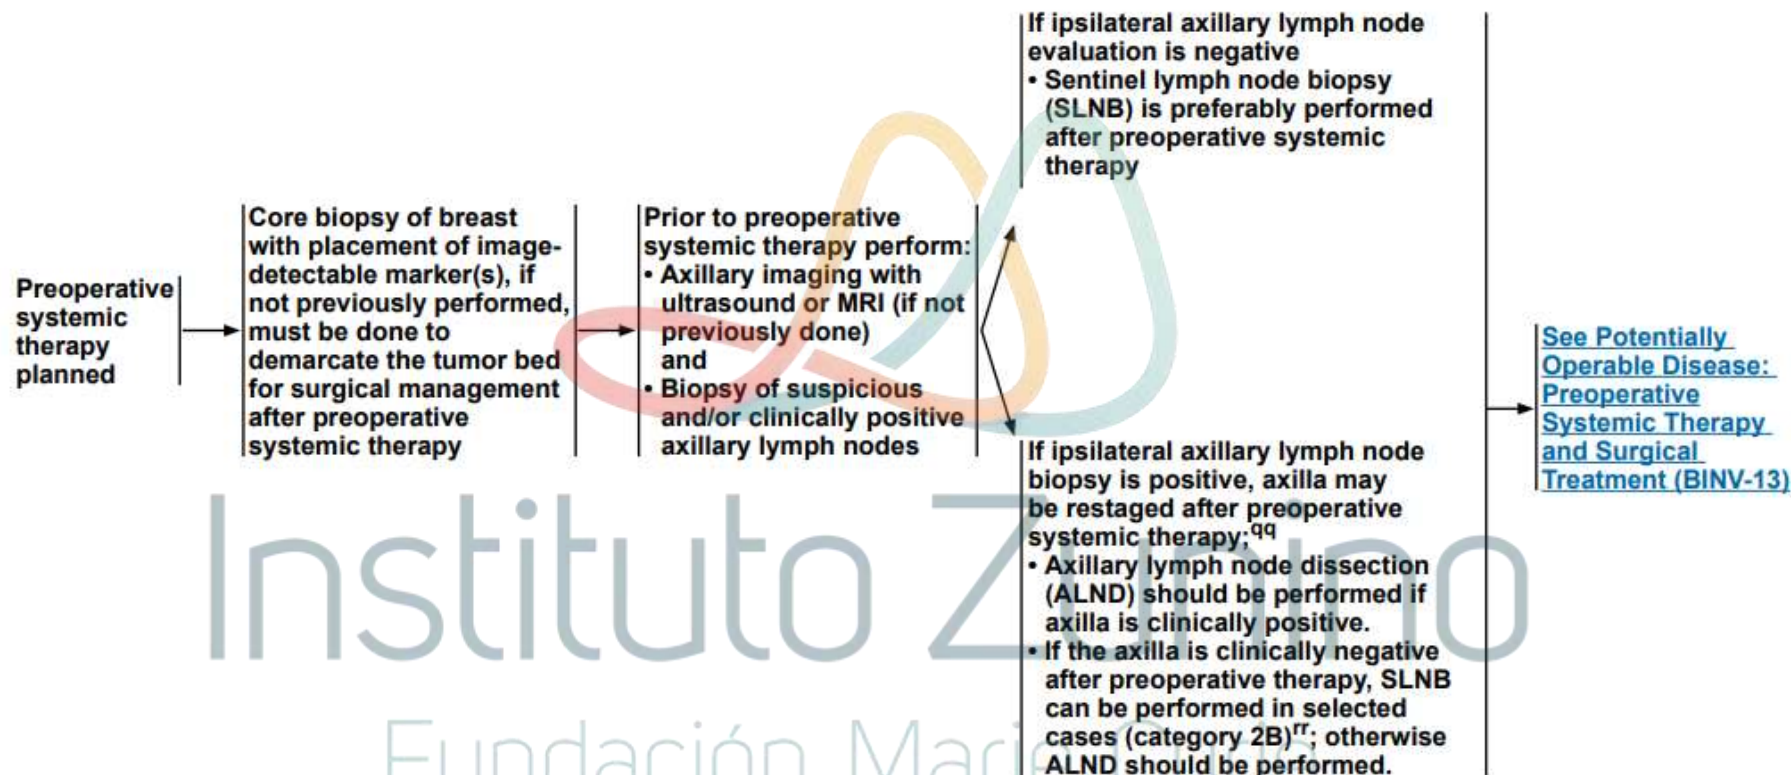 Preoperative
systemic
therapy
planned
Core biopsy of breast
with placement of image-
detectable marker(s), if
not previously performed,
must be done to
demarcate the tumor bed
for surgical management
after preoperative
systemic therapy
Prior to preoperative
systemic therapy perform:
• Axillary imaging with
ultrasound or MRI (if not
previously done)
and
• Biopsy of suspicious
and/or clinically positive
axillary lymph nodes
If ipsilateral axillary lymph node
evaluation is negative
• Sentinel lymph node biopsy
(SLNB) is preferably performed
after preoperative systemic
therapy
If ipsilateral axillary lymph node
biopsy is positive, axilla may
be restaged after preoperative
systemic therapy;qq
• Axillary lymph node dissection
(ALND) should be performed if
axilla is clinically positive.
• If the axilla is clinically negative
after preoperative therapy, SLNB
can be performed in selected
cases (category 2B)rr; otherwise
ALND should be performed.
See Potentially
Operable Disease:
Preoperative
Systemic Therapy
and Surgical
Treatment (BINV-13)
Instituto Zunino
Fundación Marie Curie